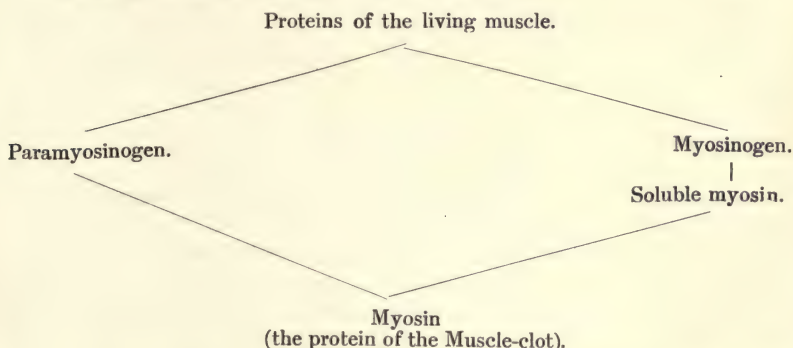 Proteins of the living muscle.
Paramyosinogen.
Myosinogen.
Soluble myosin.
Myosin
(the protein of the Muscle-clot).